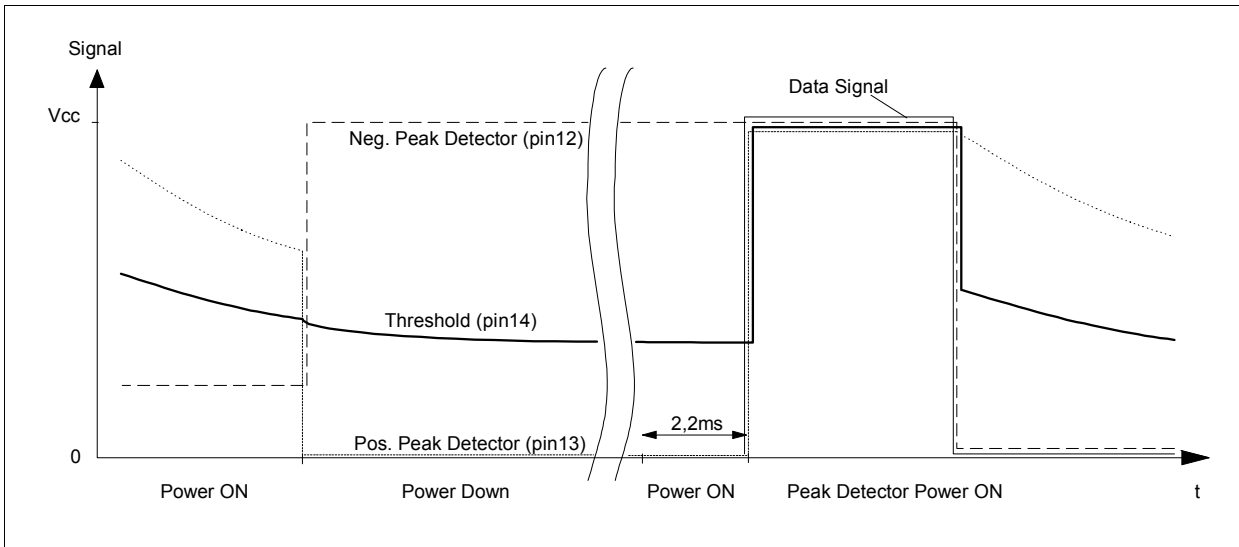 Signal
Data Signal
Vcc
Neg. Peak Detector (pin12)
Threshold (pin14)
2,2ms
Pos. Peak Detector (pin13)
0
Power ON
Power Down
Power ON
Peak Detector Power ON
t